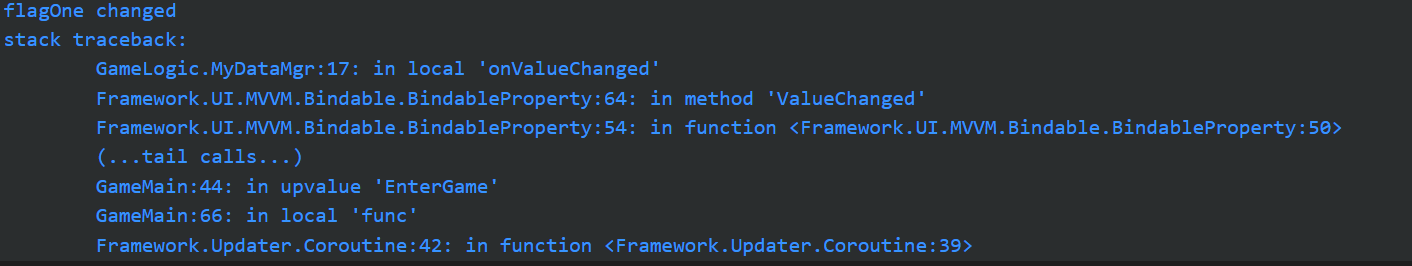 flagOne changed
stack traceback:
GameLogic.MyDataMgr:17: in local 'onValueChanged'
Framework.UI.MVVM.Bindable.BindableProperty:64: in method 'ValueChanged'
Framework.UI.MVVM.Bindable.BindableProperty:54: in function <Framework.UI.MVVM.Bindable.BindableProperty:50>
(...tail calls...)
GameMain:44: in upvalue 'EnterGame'
GameMain:66: in local 'func'
Framework.Updater.Coroutine:42: in function <Framework.Updater.Coroutine:39>